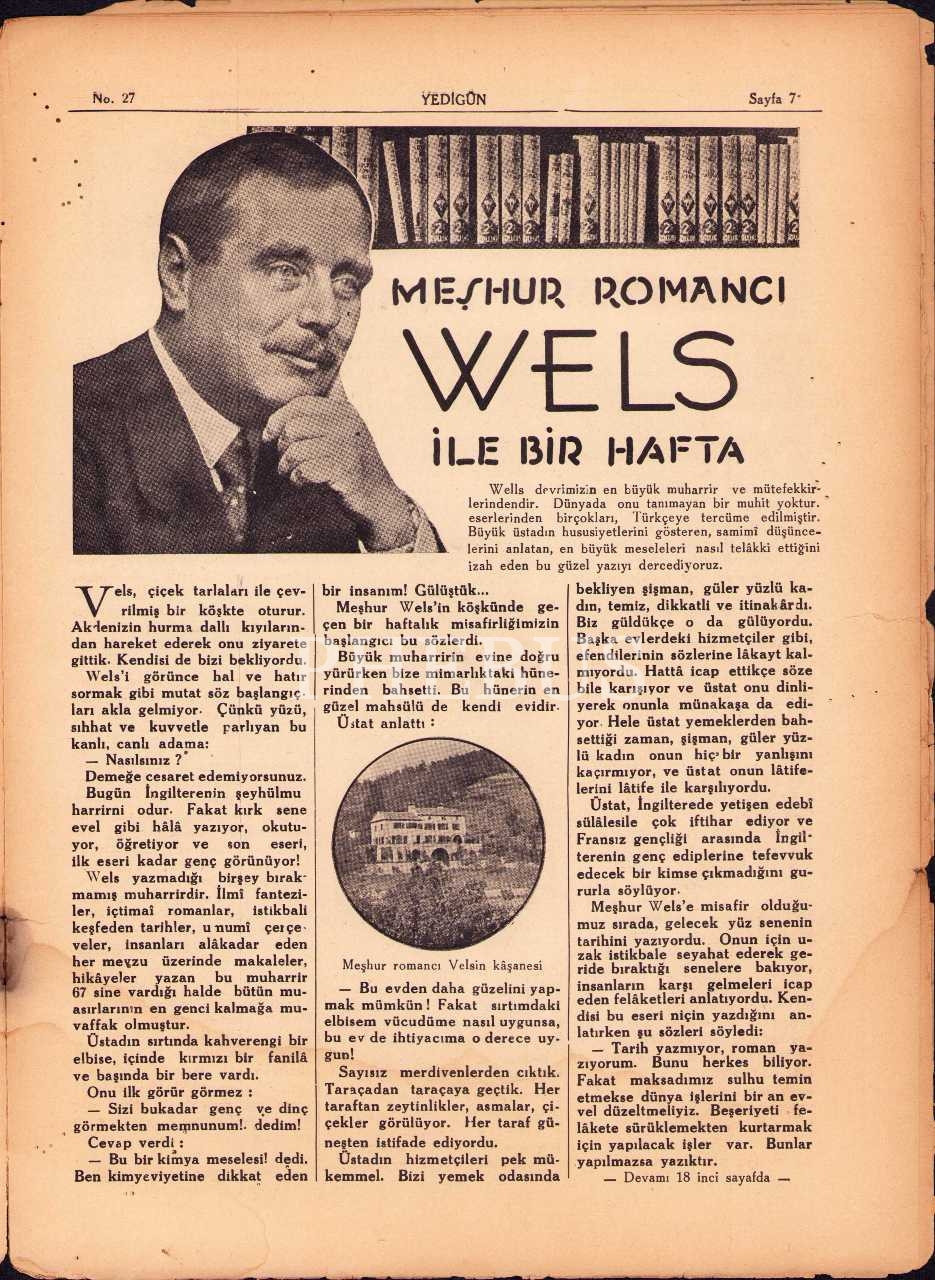 No. 27
YEDİGÜN
Sayfa 7
MEŞHUR ROMANCI
WELS
İLE BİR HAFTA
Wells devrimizin en büyük muharrir ve mütefekkir-
lerindendir. Dünyada onu tanımayan bir muhit yoktur.
eserlerinden birçokları, Türkçeye tercüme edilmiştir.
Büyük üstadın hususiyetlerini gösteren, samimî düşünce-
lerini anlatan, en büyük meseleleri nasıl telâkki ettiğini
izah eden bu güzel yazıyı dercediyoruz.
Vels, çiçek tarlaları ile çev-
rilmiş bir köşkte oturur.
Akdenizin hurma dallı kıyıların-
dan hareket ederek onu ziyarete
gittik. Kendisi de bizi bekliyordu.
Wels'i görünce hal ve hatır
sormak gibi mutat söz başlangıç-
ları akla gelmiyor. Çünkü yüzü,
sıhhat ve kuvvetle parlıyan bu
kanlı, canlı adama:
— Nasılsınız ?
Demeğe cesaret edemiyorsunuz.
Bugün İngilterenin şeyhülmu
harrirni odur. Fakat kırk sene
evel gibi hâlâ yazıyor, okutu-
yor, öğretiyor ve son eseri,
ilk eseri kadar genç görünüyor!
Wels yazmadığı birşey bırak-
mamış muharrirdir. İlmî fantezi-
ler, içtimaî romanlar, istikbali
keşfeden tarihler, umumî çerçe-
veler, insanları alâkadar eden
her mevzu üzerinde makaleler,
hikâyeler yazan bu muharrir
67 sine vardığı halde bütün mu-
asırlarının en genci kalmağa mu-
vaffak olmuştur.
Üstadın sırtında kahverengi bir
elbise, içinde kırmızı bir fanilâ
ve başında bir bere vardı.
Onu ilk görür görmez :
— Sizi bukadar genç ve dinç
görmekten memnunum!. dedim!
Cevap verdi :
— Bu bir kimya meselesi! dedi.
Ben kimyeviyetine dikkat eden
bir insanım! Gülüştük...
Meşhur Wels'in köşkünde ge-
çen bir haftalık misafirliğimizin
başlangıcı bu sözlerdi.
Büyük muharririn evine doğru
yürürken bize mimarlıktaki hüne-
rinden bahsetti. Bu hünerin en
güzel mahsülü de kendi evidir.
Üstat anlattı :
Meşhur romancı Velsin kâşanesi
— Bu evden daha güzelini yap-
mak mümkün! Fakat sırtımdaki
elbisem vücudüme nasıl uygunsa,
bu ev de ihtiyacıma o derece uy-
gun!
Sayısız merdivenlerden çıktık.
Taraçadan taraçaya geçtik. Her
taraftan zeytinlikler, asmalar, çi-
çekler görülüyor. Her taraf gü-
neşten istifade ediyordu.
Üstadın hizmetçileri pek mü-
kemmel. Bizi yemek odasında
bekliyen şişman, güler yüzlü ka-
dın, temiz, dikkatli ve itinakârdı.
Biz güldükçe o da gülüyordu.
Başka evlerdeki hizmetçiler gibi,
efendilerinin sözlerine lâkayt kal-
mıyordu. Hattâ icap ettikçe söze
bile karışıyor ve üstat onu dinli-
yerek onunla münakaşa da edi-
yor. Hele üstat yemeklerden bah-
settiği zaman, şişman, güler yüz-
lü kadın onun hiçbir yanlışını
kaçırmıyor, ve üstat onun lâtife-
lerini lâtife ile karşılıyordu.
Üstat, İngilterede yetişen edebî
sülâlesile çok iftihar ediyor ve
Fransız gençliği arasında İngil-
terenin genç ediplerine tefevvuk
edecek bir kimse çıkmadığını gu-
rurla söylüyor.
Meşhur Wels'e misafir olduğu-
muz sırada, gelecek yüz senenin
tarihini yazıyordu. Onun için u-
zak istikbale seyahat ederek ge-
ride bıraktığı senelere bakıyor,
insanların karşı gelmeleri icap
eden felâketleri anlatıyordu. Ken-
disi bu eseri niçin yazdığını an-
latırken şu sözleri söyledi:
— Tarih yazmıyor, roman ya-
zıyorum. Bunu herkes biliyor.
Fakat maksadımız sulhu temin
etmekse dünya işlerini bir an ev-
vel düzeltmeliyiz. Beşeriyeti fe-
lâkete sürüklemekten kurtarmak
için yapılacak işler var. Bunlar
yapılmazsa yazıktır.
— Devamı 18 inci sayafda —